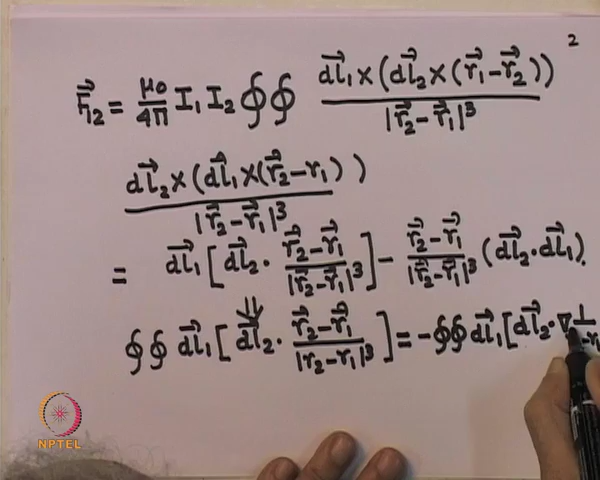 2
F⃗₁₂ = μ₀/4π I₁ I₂ ∮∮ dl⃗₁ × (dl⃗₂ × (r⃗₁ − r⃗₂)) / |r⃗₂ − r⃗₁|³
dl⃗₂ × (dl⃗₁ × (r⃗₂ − r₁)) / |r⃗₂ − r⃗₁|³
= dl⃗₁ [dl⃗₂ · (r⃗₂ − r⃗₁) / |r⃗₂ − r⃗₁|³] − (r⃗₂ − r⃗₁) / |r⃗₂ − r⃗₁|³ (dl⃗₂ · dl⃗₁).
∮∮ dl⃗₁ [dl⃗₂ · (r⃗₂ − r⃗₁) / |r₂ − r₁|³] = − ∮∮ dl⃗₁ [dl⃗₂ · ∇ 1/
NPTEL